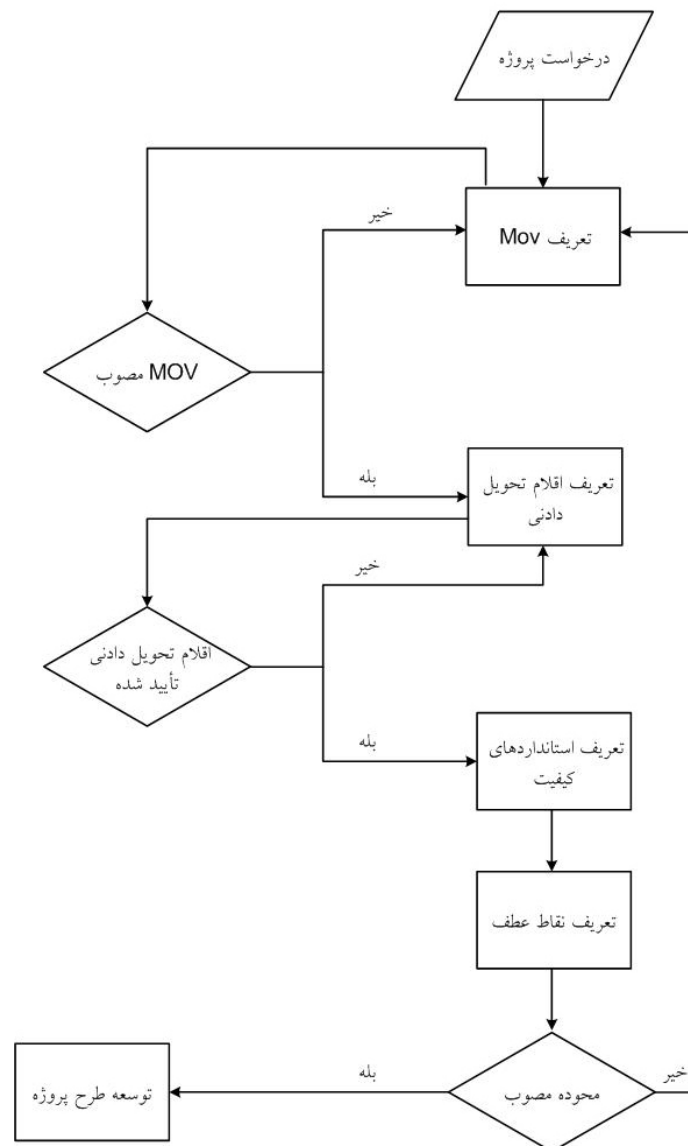 درخواست پروژه
تعریف Mov
خیر
MOV مصوب
بله
تعریف اقلام تحویل
دادنی
خیر
اقلام تحویل دادنی
تأیید شده
بله
تعریف استانداردهای
کیفیت
تعریف نقاط عطف
محوده مصوب
خیر
بله
توسعه طرح پروژه